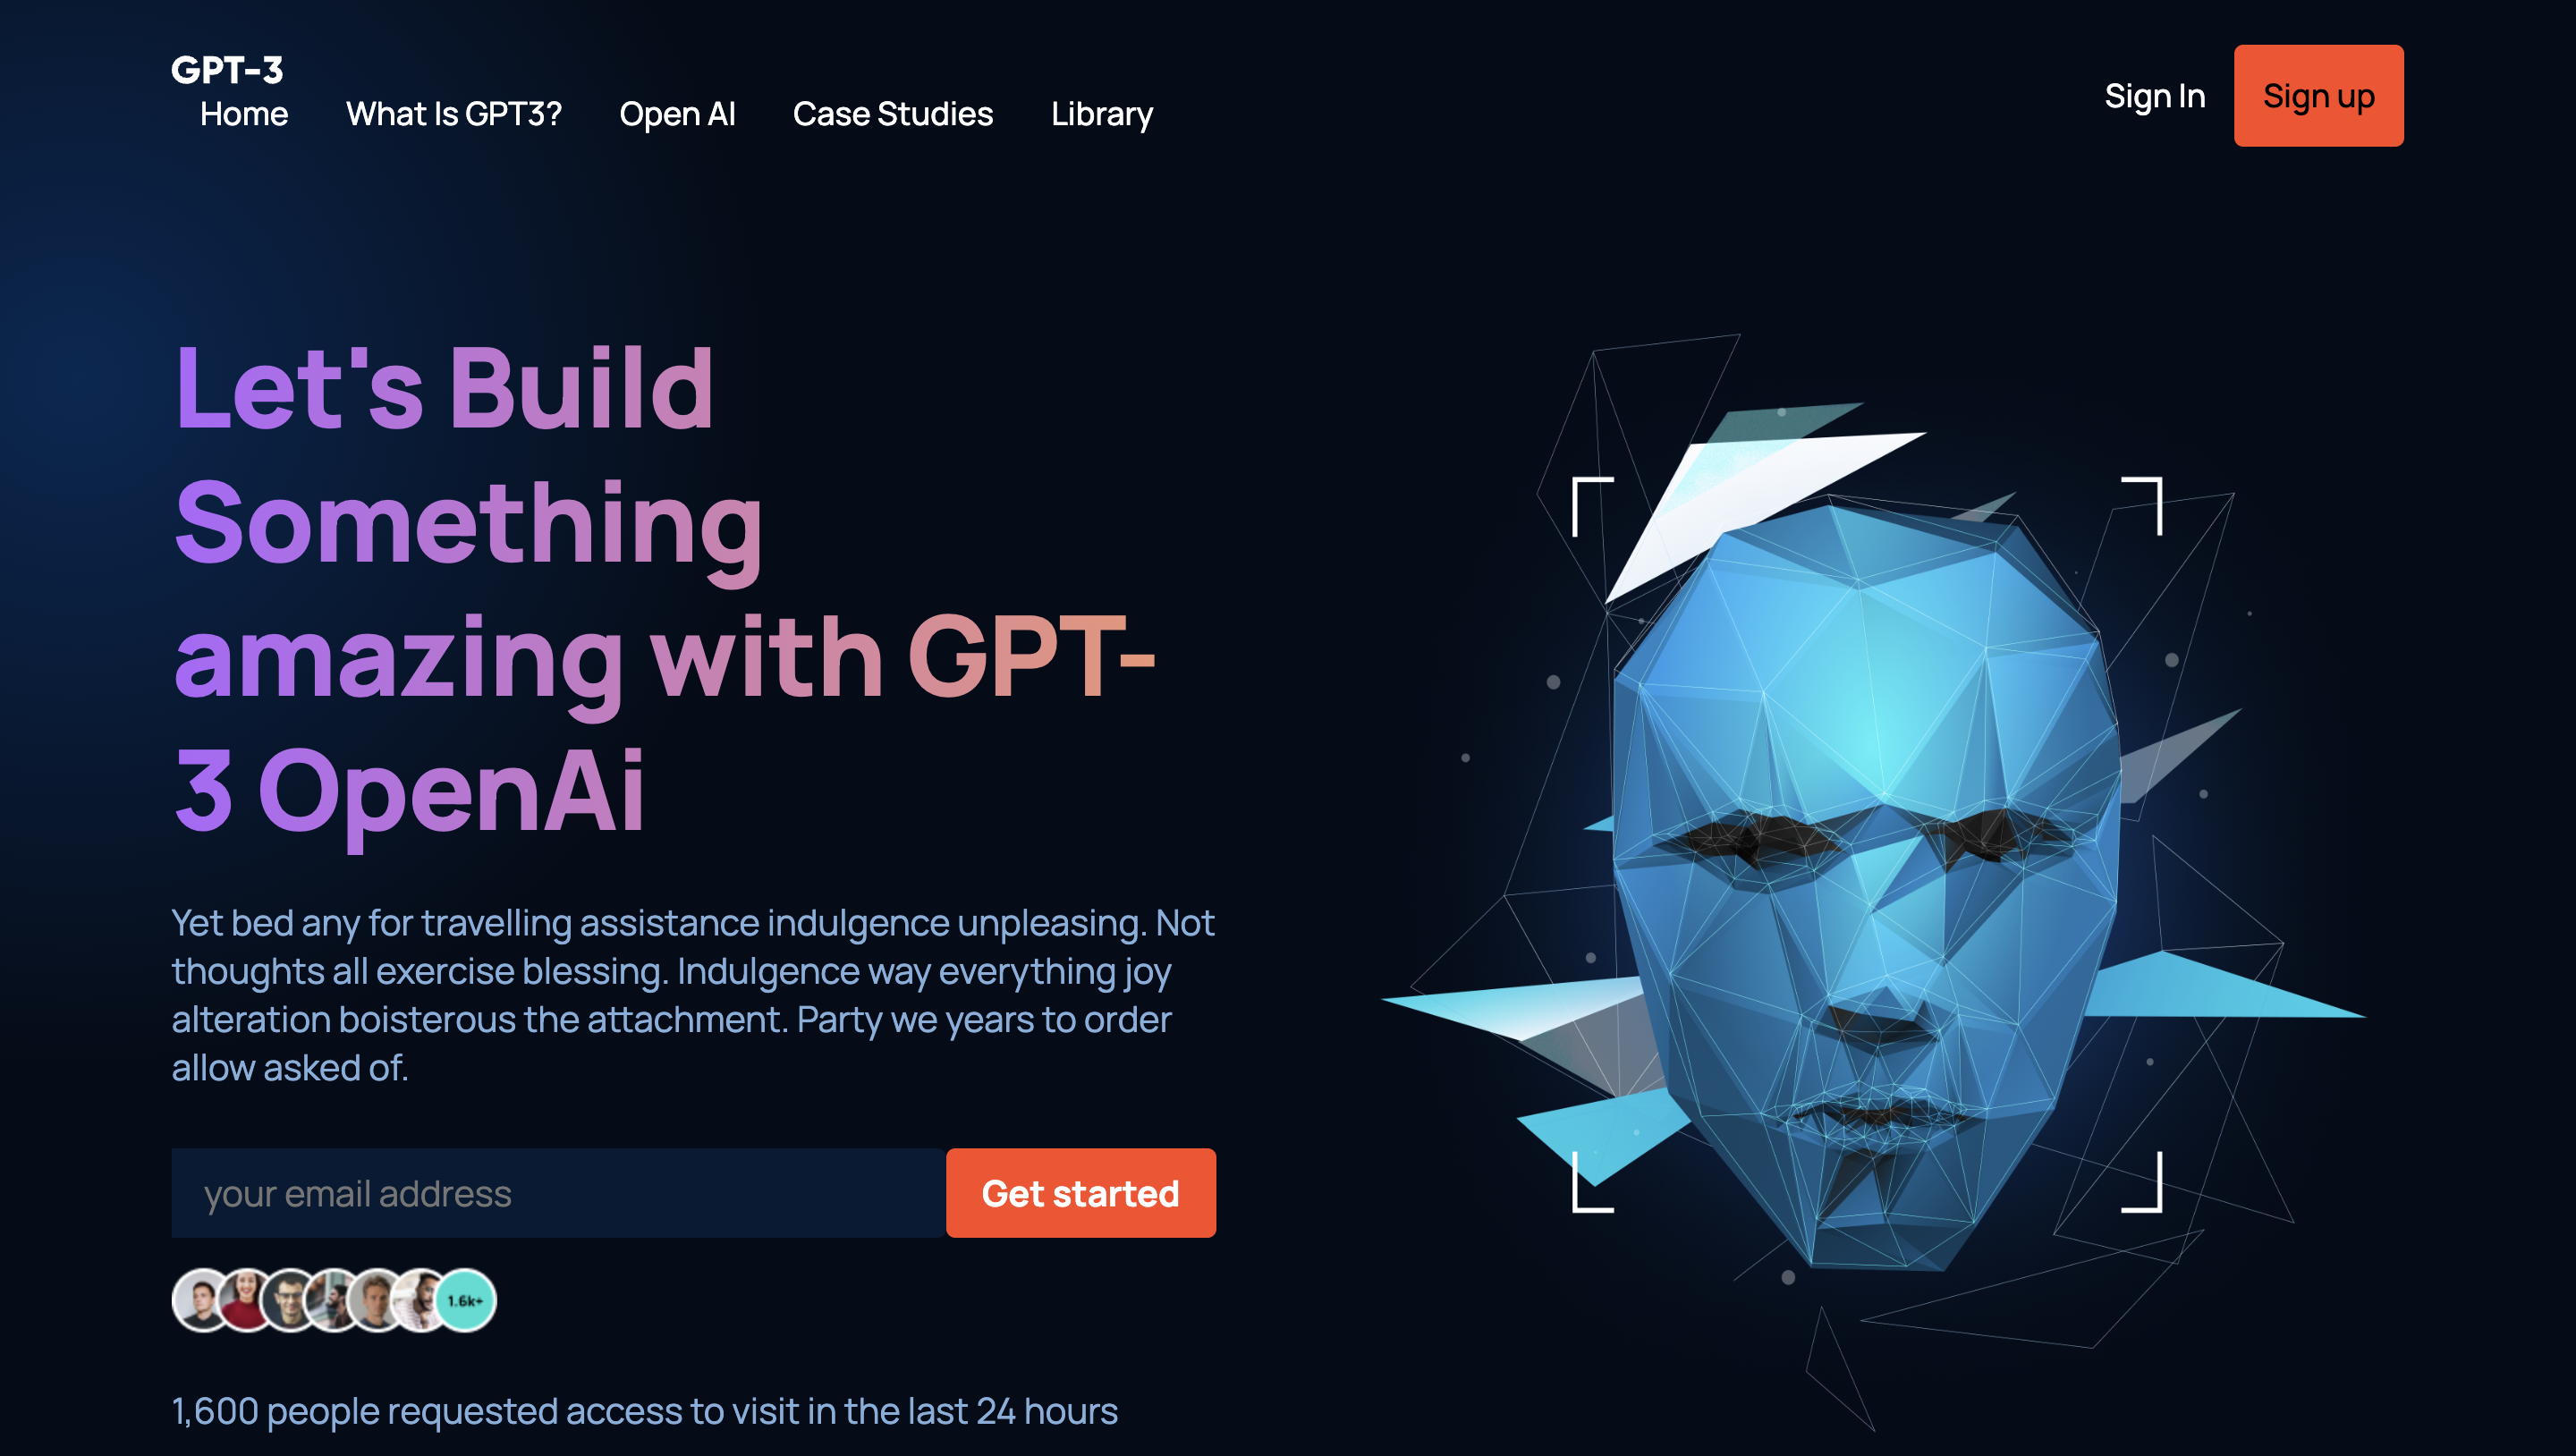 GPT-3
Home What Is GPT3? Open AI Case Studies Library
Sign In Sign up
Let's Build
Something
amazing with GPT-
3 OpenAi
Yet bed any for travelling assistance indulgence unpleasing. Not
thoughts all exercise blessing. Indulgence way everything joy
alteration boisterous the attachment. Party we years to order
allow asked of.
your email address Get started
1.6k+
1,600 people requested access to visit in the last 24 hours